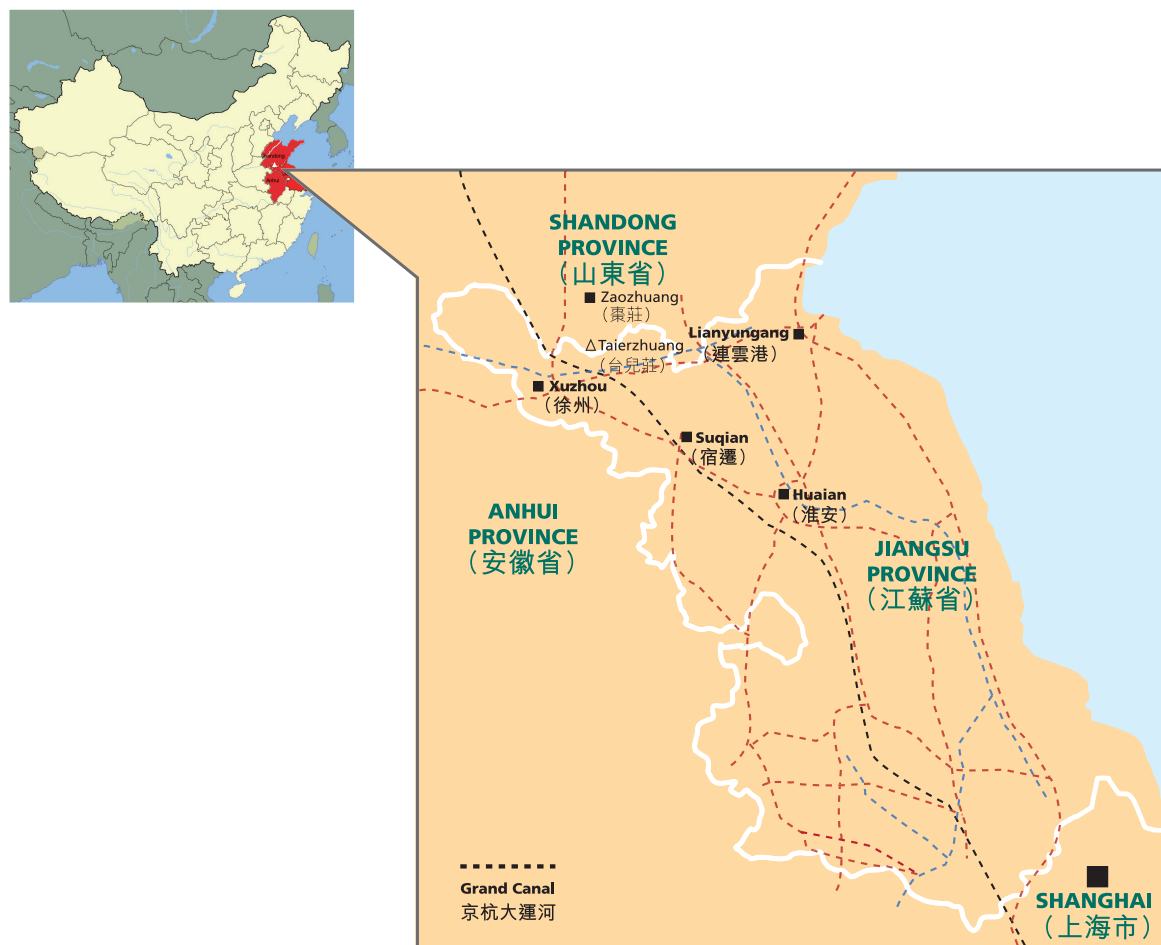 Shandong
Anhui
SHANDONG
PROVINCE
（山東省）
Zaozhuang
（棗莊）
Lianyungang
（連雲港）
Taierzhuang
（台兒莊）
Xuzhou
（徐州）
Suqian
（宿遷）
Huaian
（淮安）
ANHUI
PROVINCE
（安徽省）
JIANGSU
PROVINCE
（江蘇省）
Grand Canal
京杭大運河
SHANGHAI
（上海市）